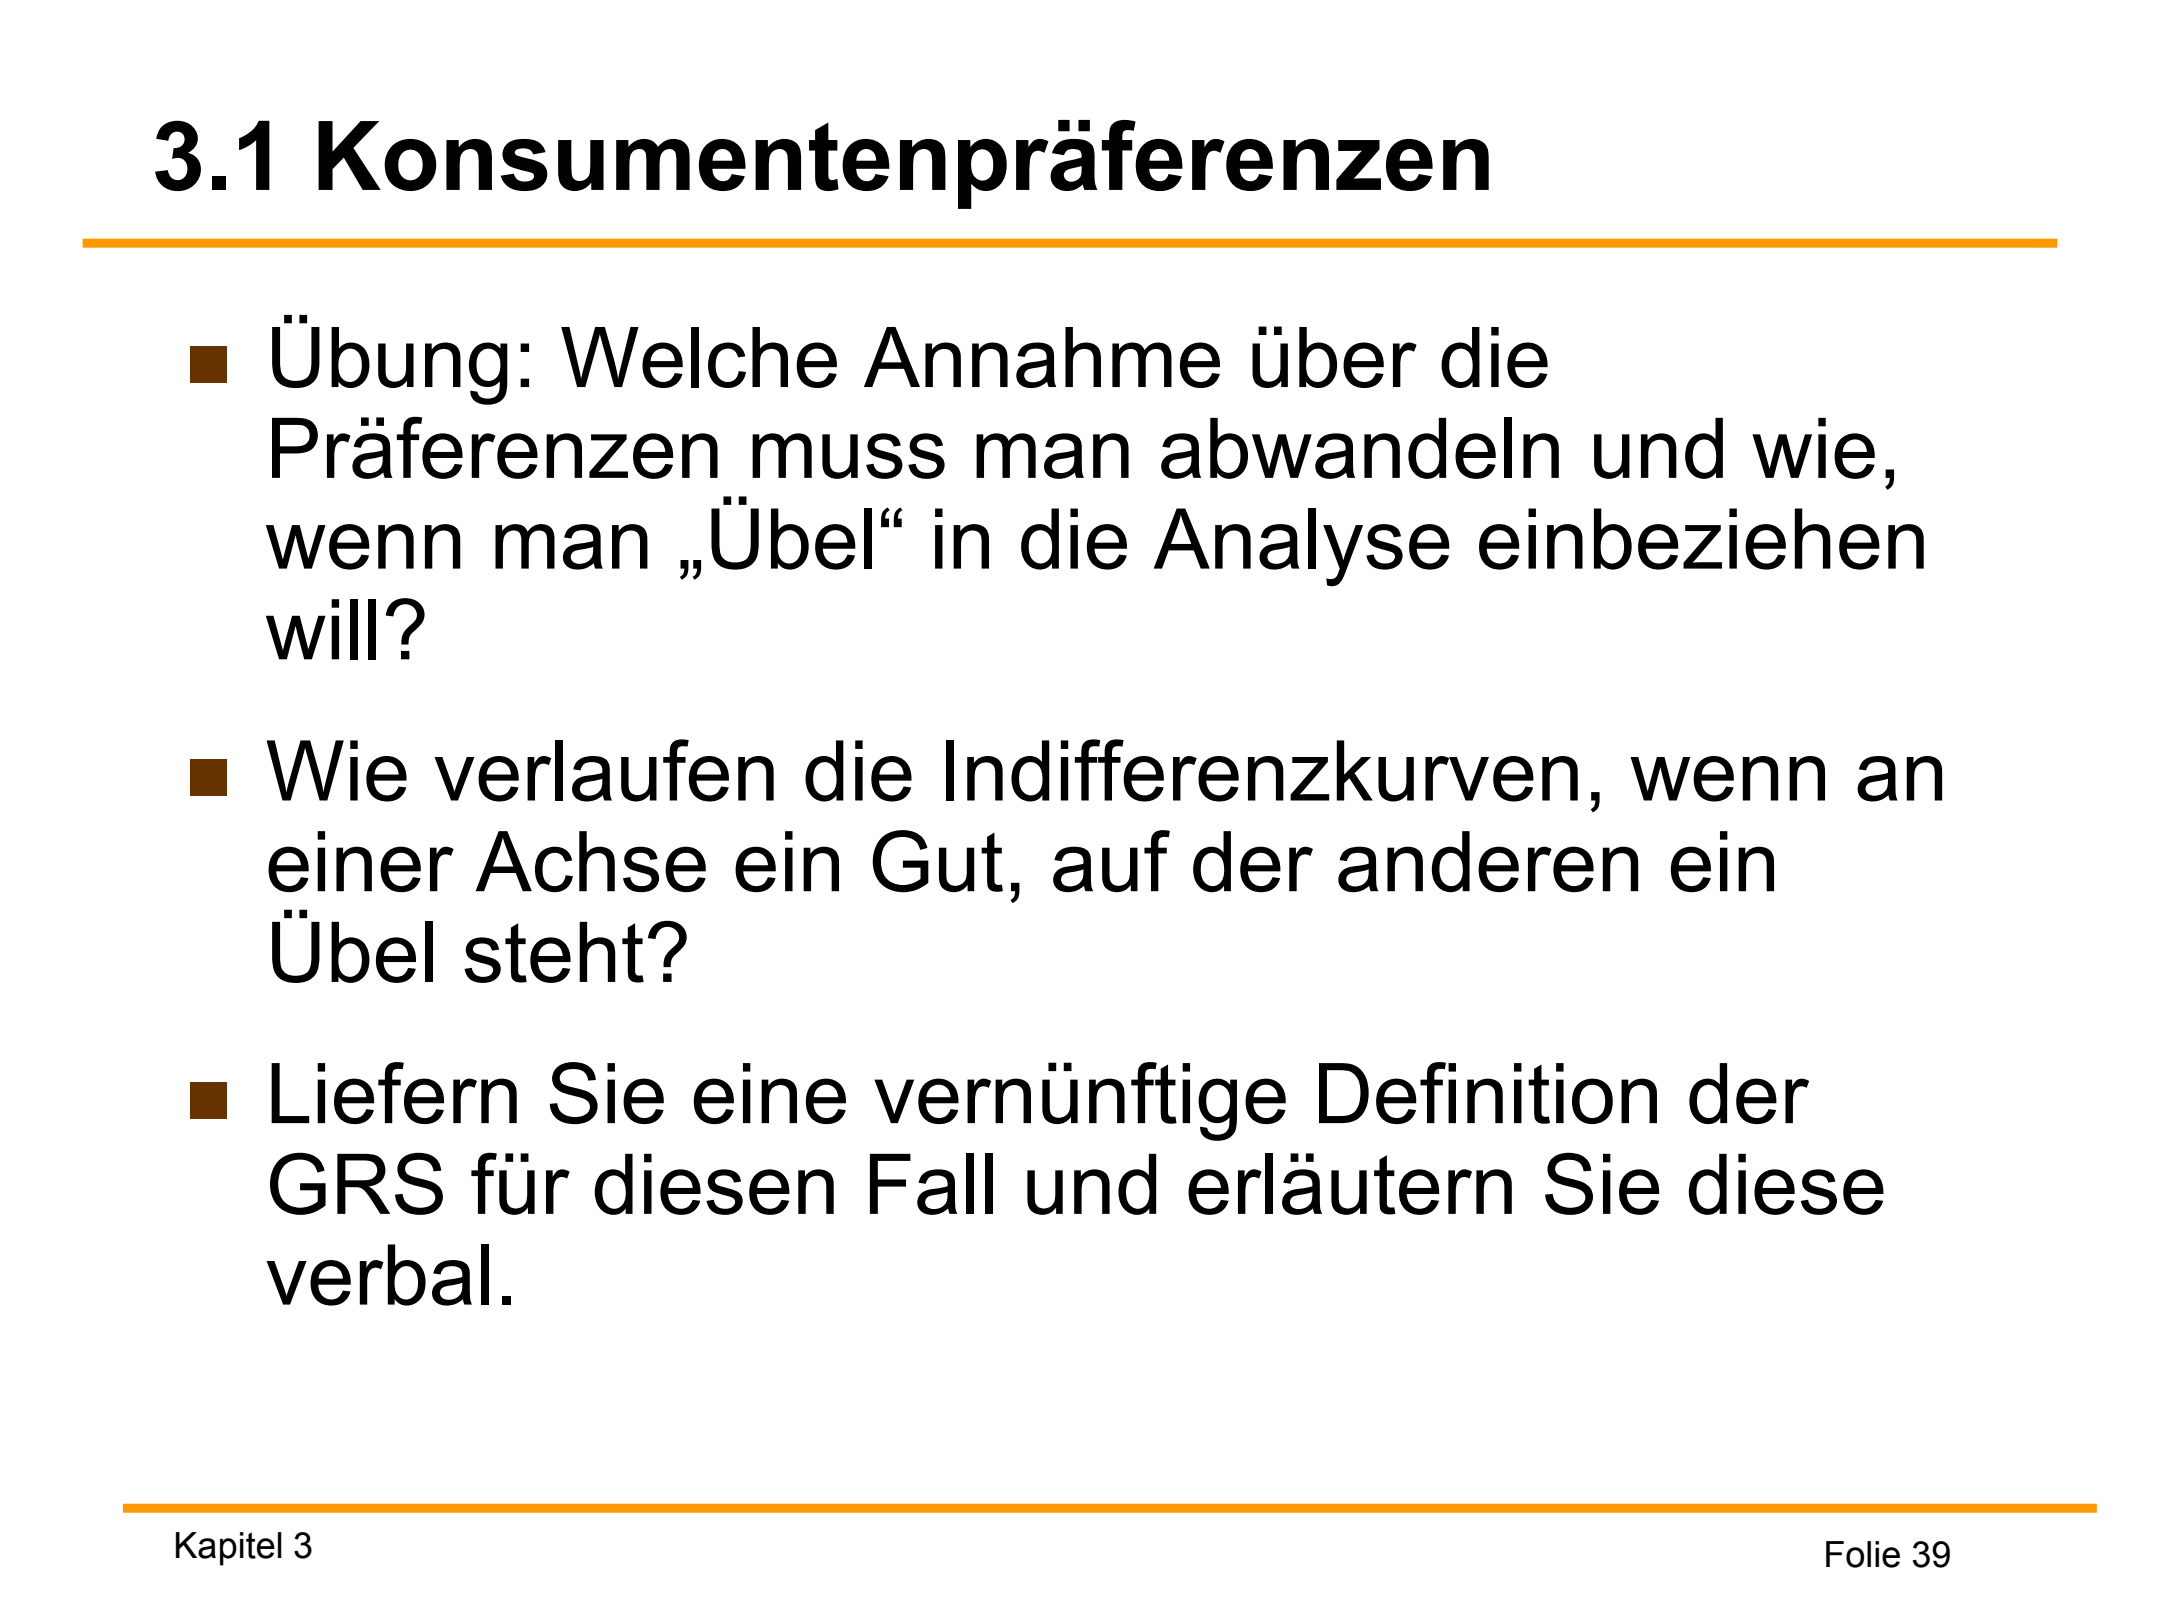 3.1 Konsumentenpräferenzen
Übung: Welche Annahme über die
Präferenzen muss man abwandeln und wie,
wenn man „Übel“ in die Analyse einbeziehen
will?
Wie verlaufen die Indifferenzkurven, wenn an
einer Achse ein Gut, auf der anderen ein
Übel steht?
Liefern Sie eine vernünftige Definition der
GRS für diesen Fall und erläutern Sie diese
verbal.
Kapitel 3
Folie 39